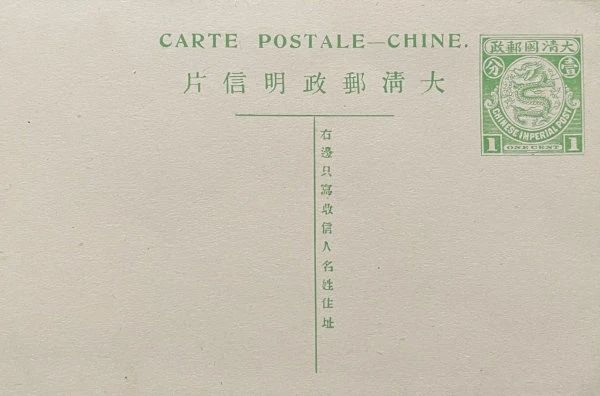 CARTE POSTALE—CHINE.
大清郵政明信片
右邊只寫收信人名姓住址
大清國郵政
壹分
CHINESE IMPERIAL POST
1 ONE CENT 1